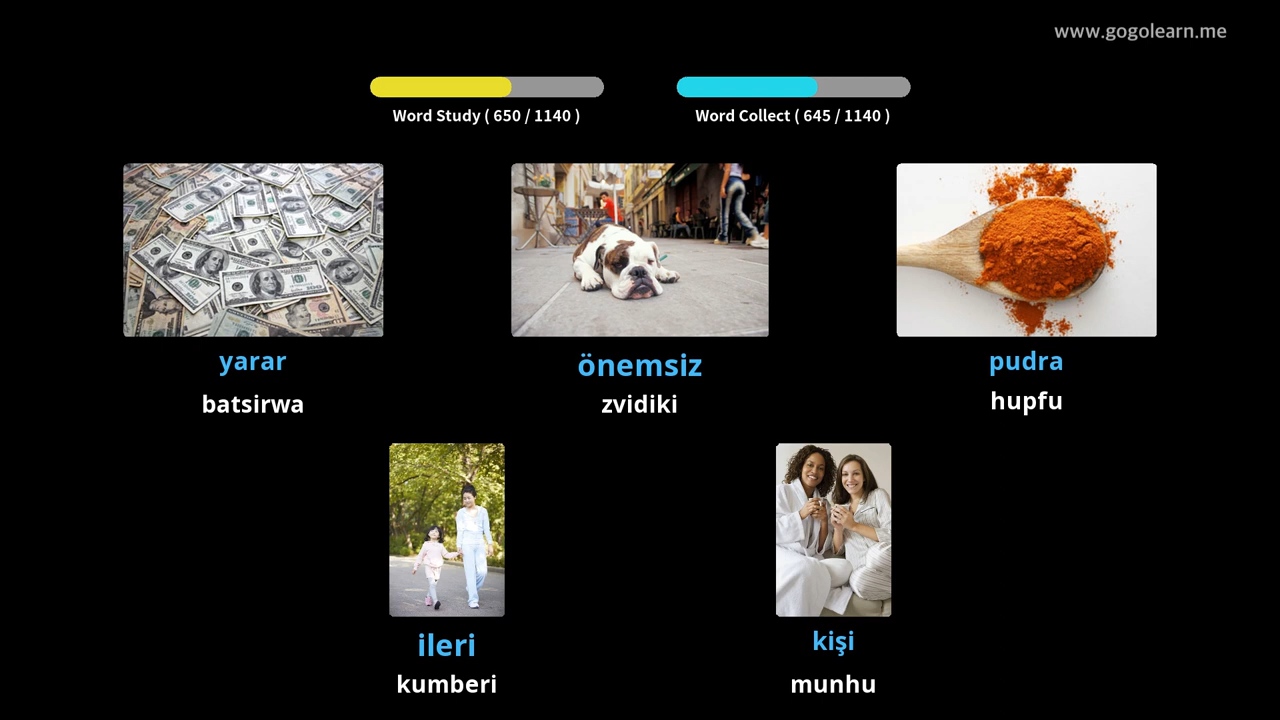 www.gogolearn.me
Word Study ( 650 / 1140 )
Word Collect ( 645 / 1140 )
yarar
önemsiz
pudra
batsirwa
zvidiki
hupfu
ileri
kişi
kumberi
munhu